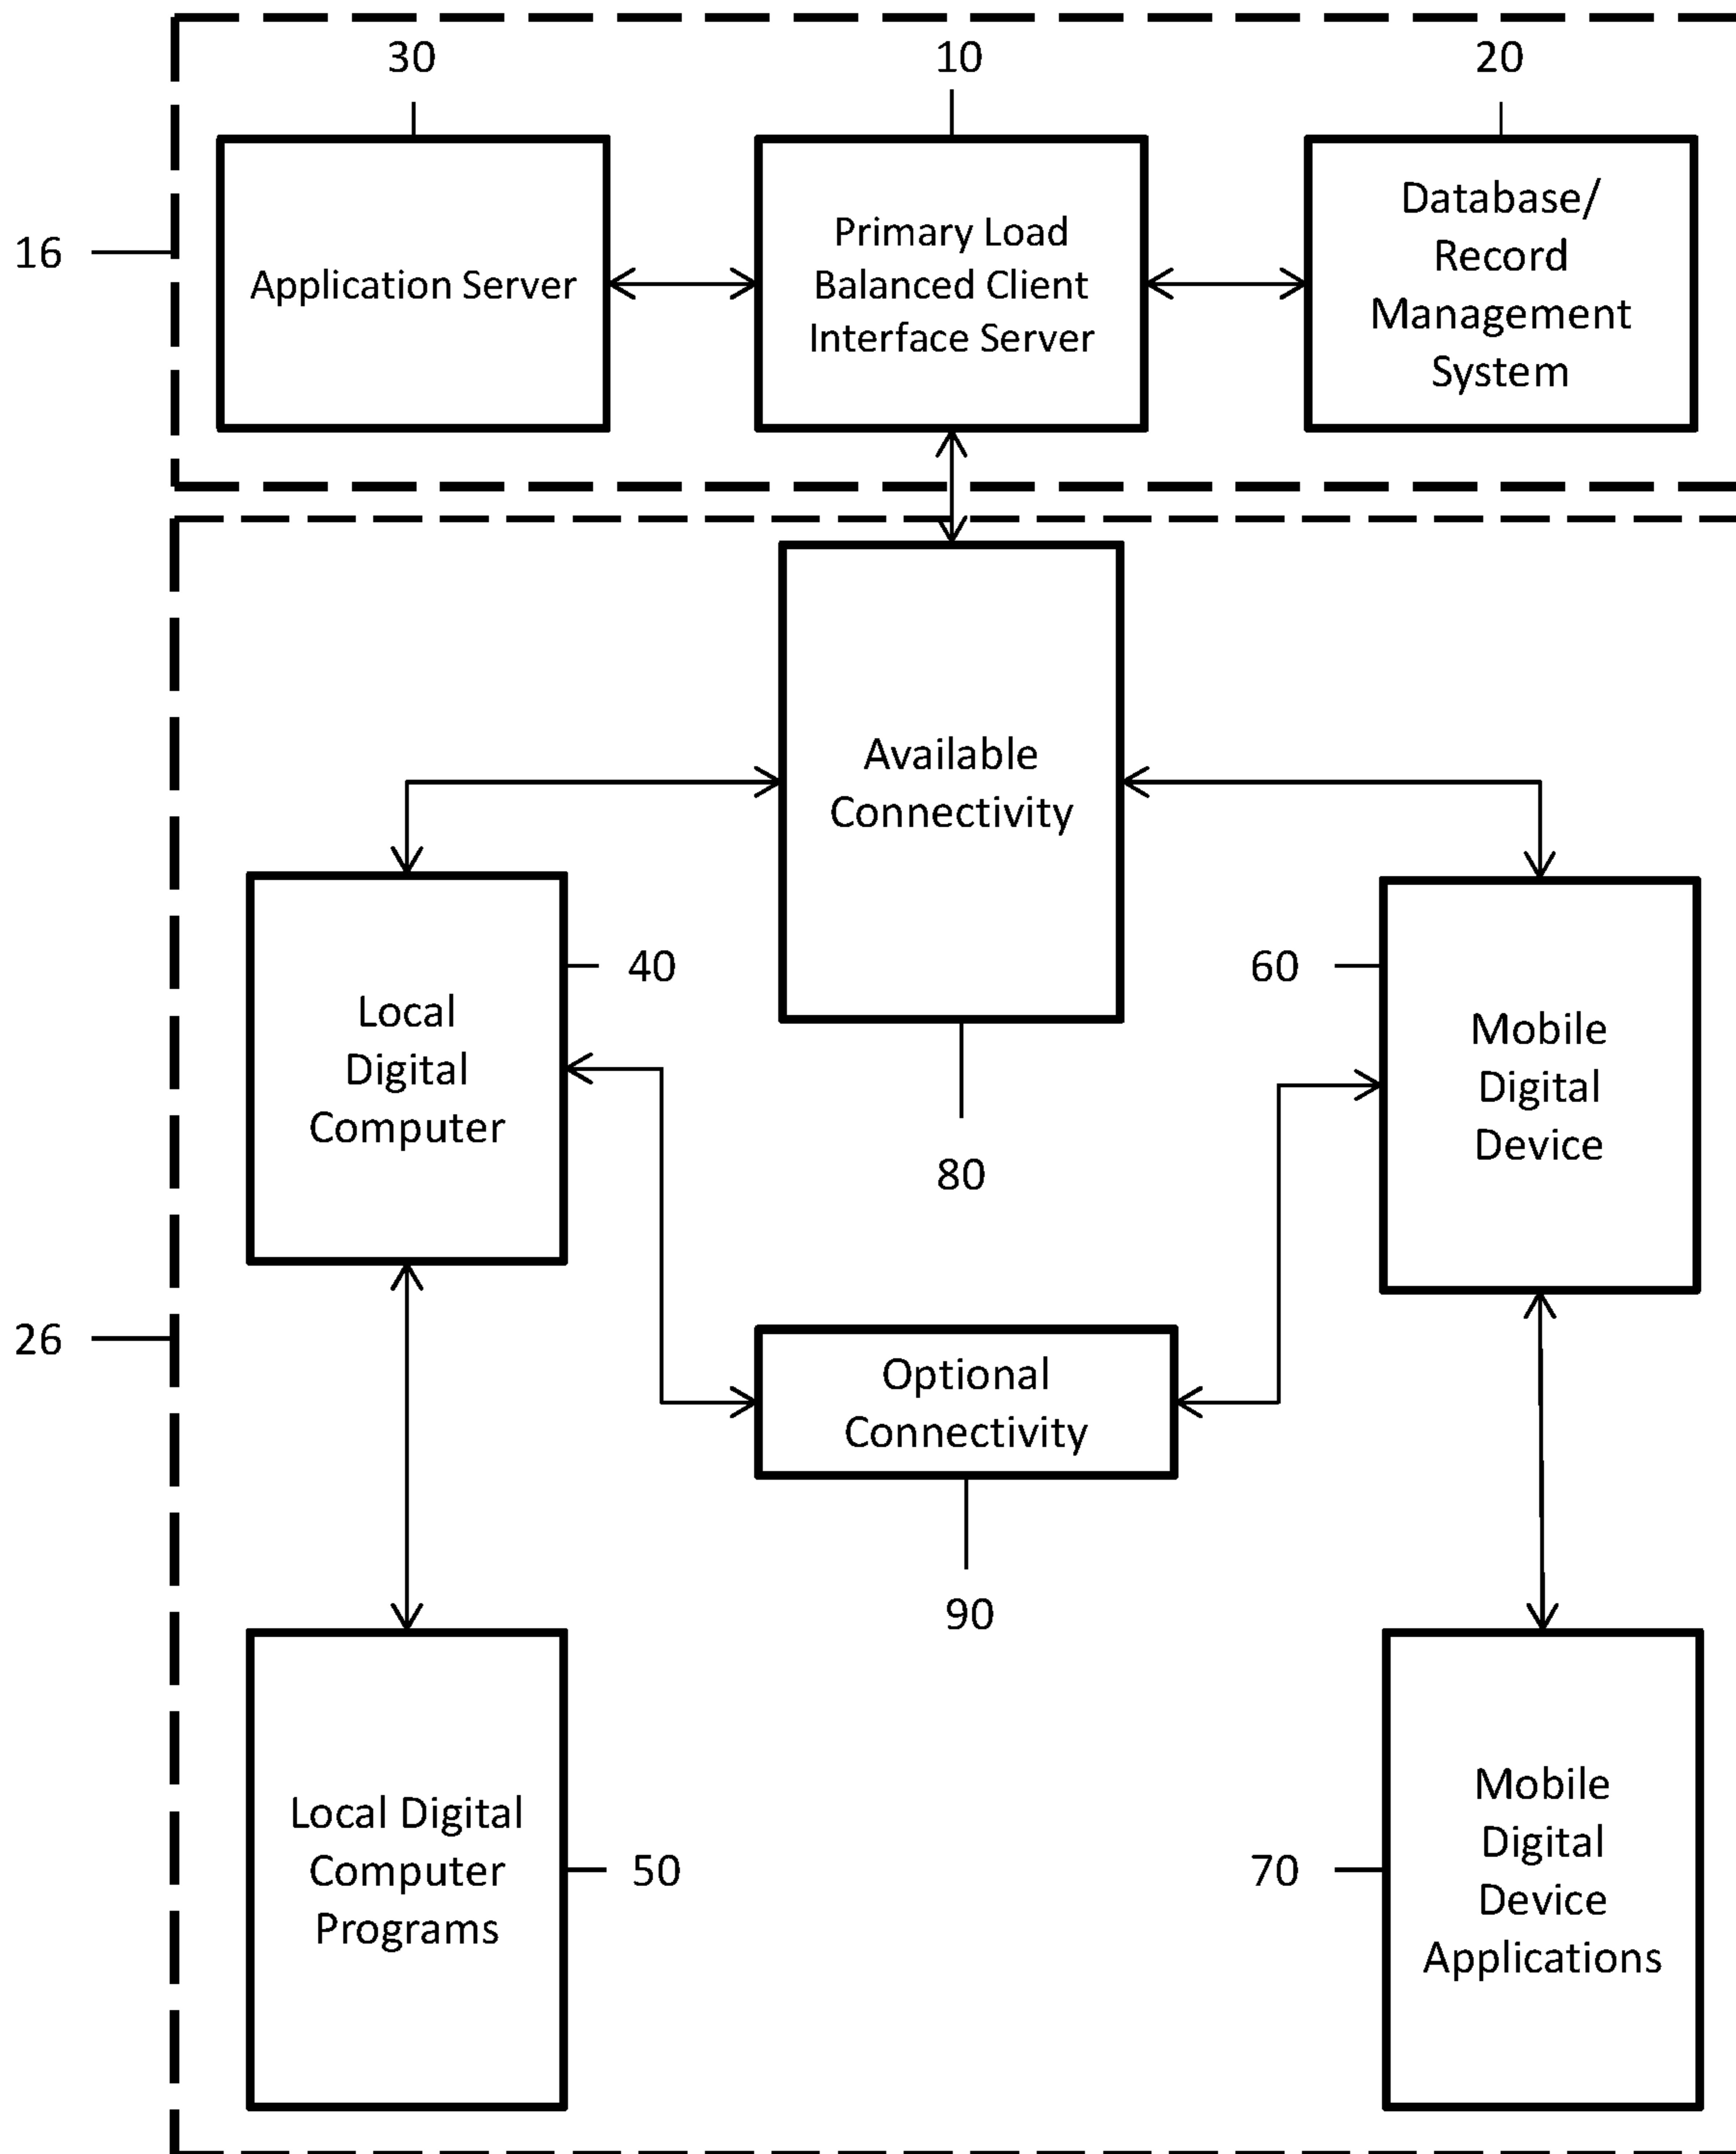 30
10
20
16
Application Server
Primary Load
Balanced Client
Interface Server
Database/
Record
Management
System
Available
Connectivity
40
60
Local
Digital
Computer
Mobile
Digital
Device
80
26
Optional
Connectivity
90
Local Digital
Computer
Programs
50
70
Mobile
Digital
Device
Applications